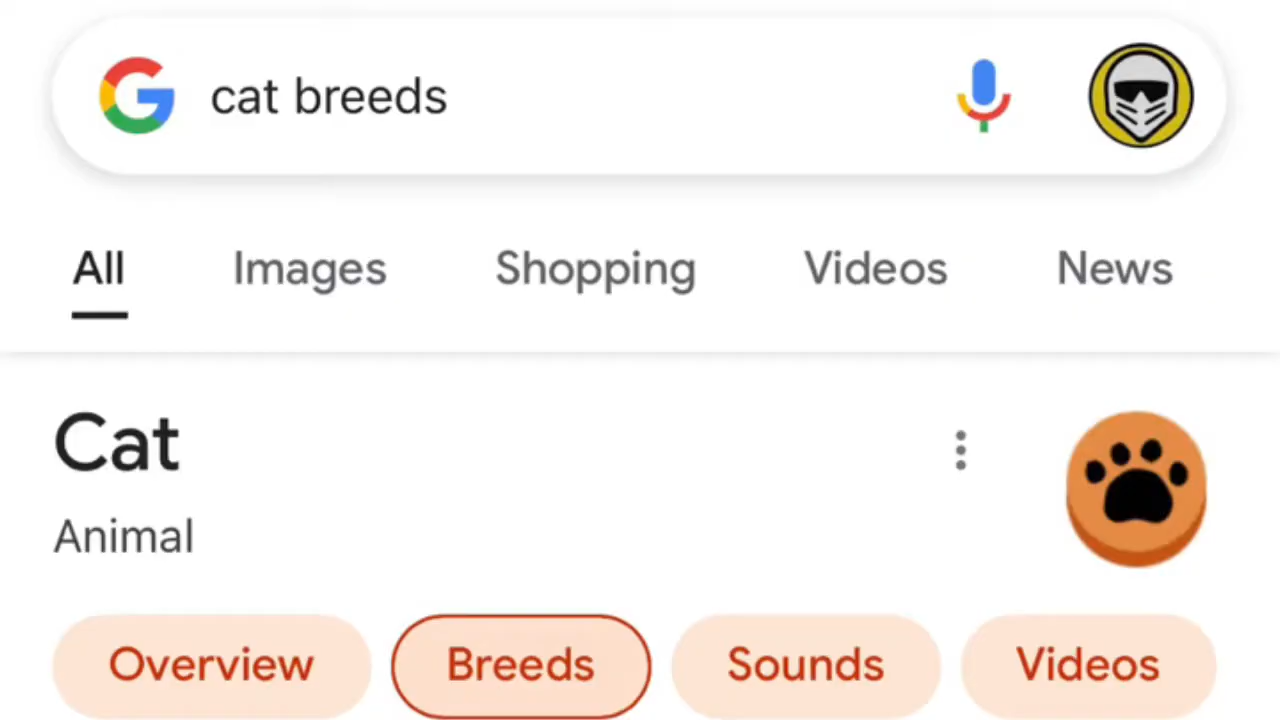 cat breeds
All Images Shopping Videos News
Cat
Animal
Overview Breeds Sounds Videos